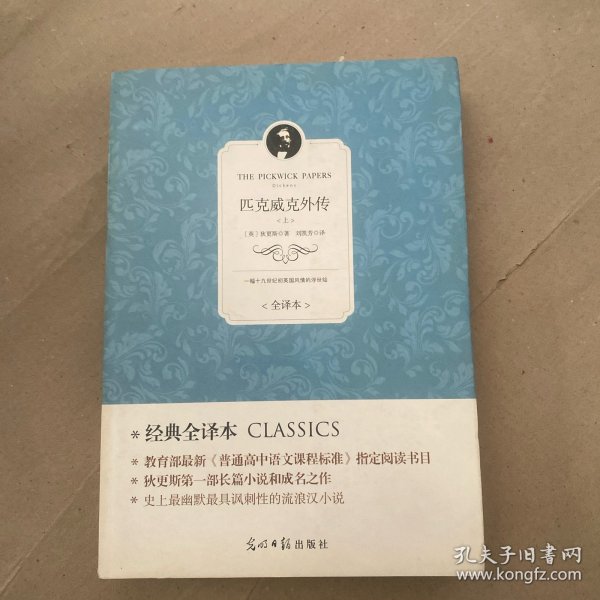 THE PICKWICK PAPERS
Dickens
匹克威克外传
<上>
[英]狄更斯◎著 刘凯芳◎译
一幅十九世纪初英国风情的浮世绘
<全译本>
*经典全译本 CLASSICS
*教育部最新《普通高中语文课程标准》指定阅读书目
*狄更斯第一部长篇小说和成名之作
*史上最幽默最具讽刺性的流浪汉小说
光明日报出版社
孔夫子旧书网
www.kongfz.com